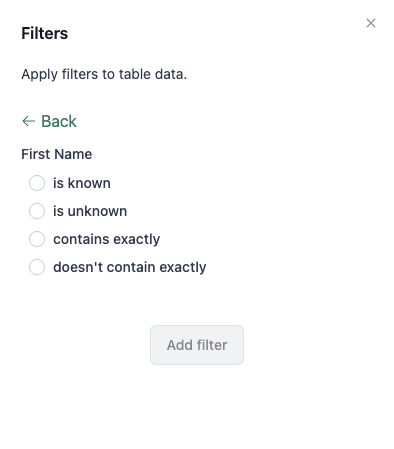 Filters
Apply filters to table data.
← Back
First Name
is known
is unknown
contains exactly
doesn't contain exactly
Add filter